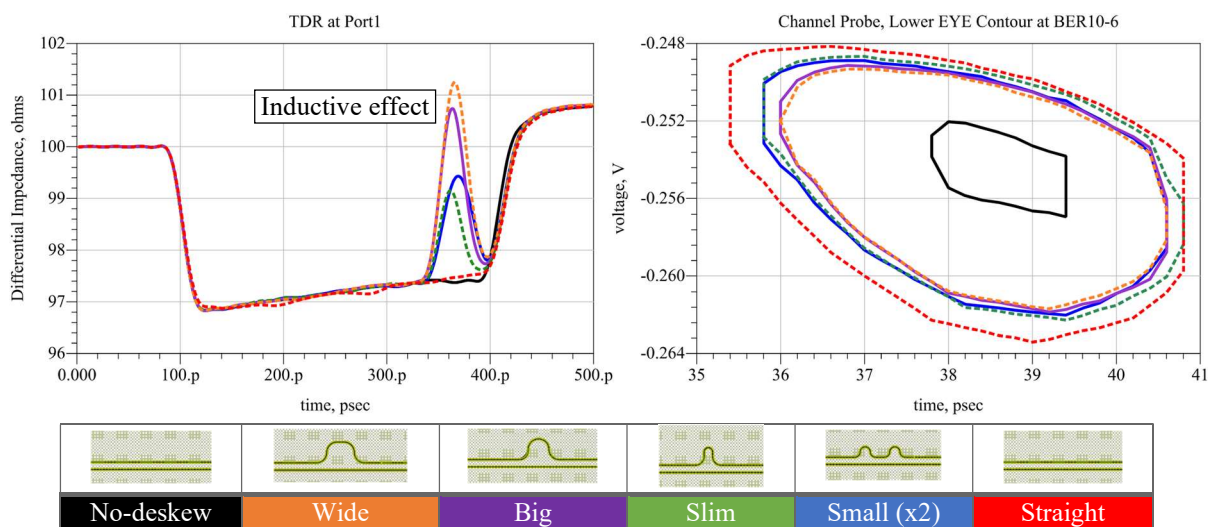 TDR at Port1
Differential Impedance, ohms
102
101
100
99
98
97
96
Inductive effect
0.000
100.p
200.p
300.p
400.p
500.p
time, psec
Channel Probe, Lower EYE Contour at BER10-6
voltage, V
-0.248
-0.252
-0.256
-0.260
-0.264
35
36
37
38
39
40
41
time, psec
No-deskew
Wide
Big
Slim
Small (x2)
Straight